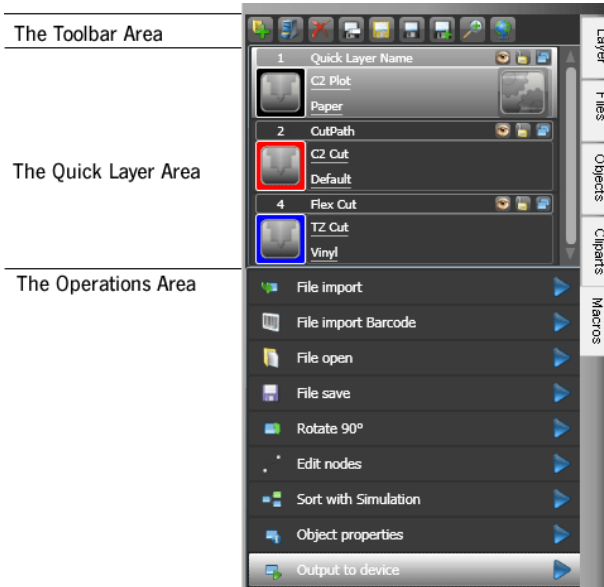 The Toolbar Area
1 Quick Layer Name
C2 Plot
Paper
The Quick Layer Area
2 CutPath
C2 Cut
Default
4 Flex Cut
TZ Cut
Vinyl
The Operations Area
File import
File import Barcode
File open
File save
Rotate 90°
Edit nodes
Sort with Simulation
Object properties
Output to device
Layer
Files
Objects
Cliparts
Macros